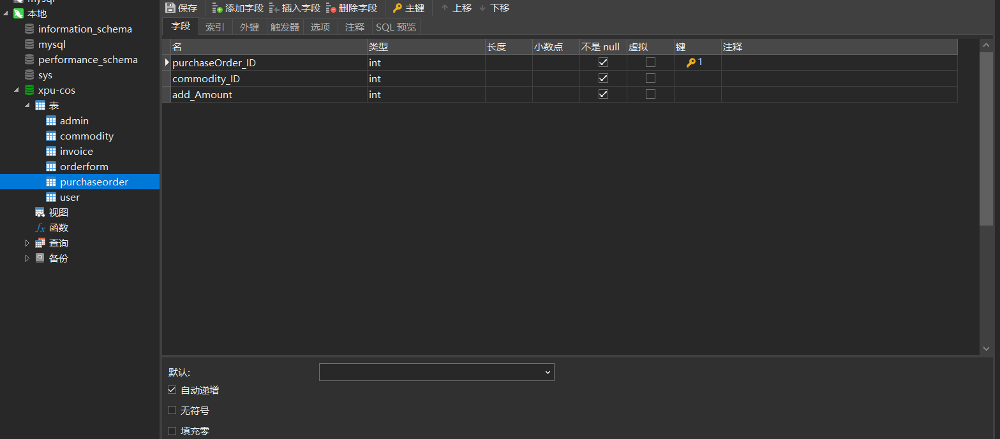 mysql
本地
information_schema
mysql
performance_schema
sys
xpu-cos
表
admin
commodity
invoice
orderform
purchaseorder
user
视图
函数
查询
备份
保存 添加字段 插入字段 删除字段 主键 上移 下移
字段 索引 外键 触发器 选项 注释 SQL 预览
名 类型 长度 小数点 不是 null 虚拟 键 注释
purchaseOrder_ID int 1
commodity_ID int
add_Amount int
默认:
自动递增
无符号
填充零